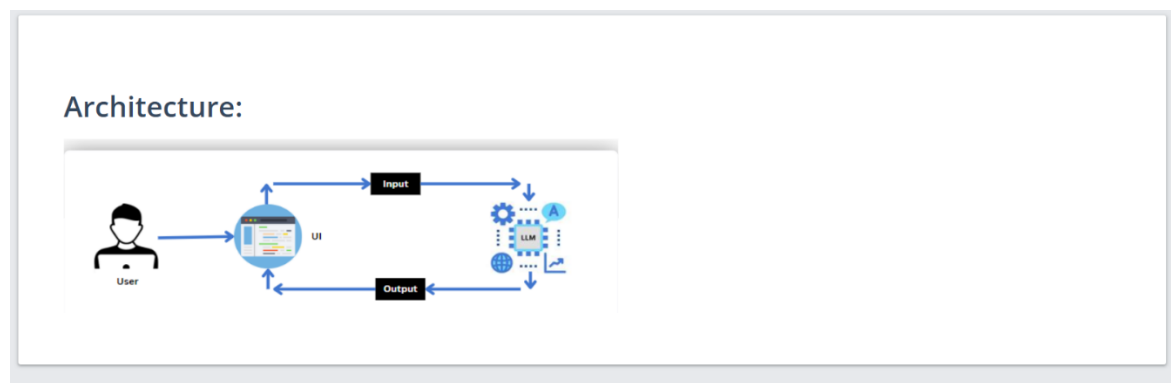 Architecture:
Input
A
UI
LLM
User
Output